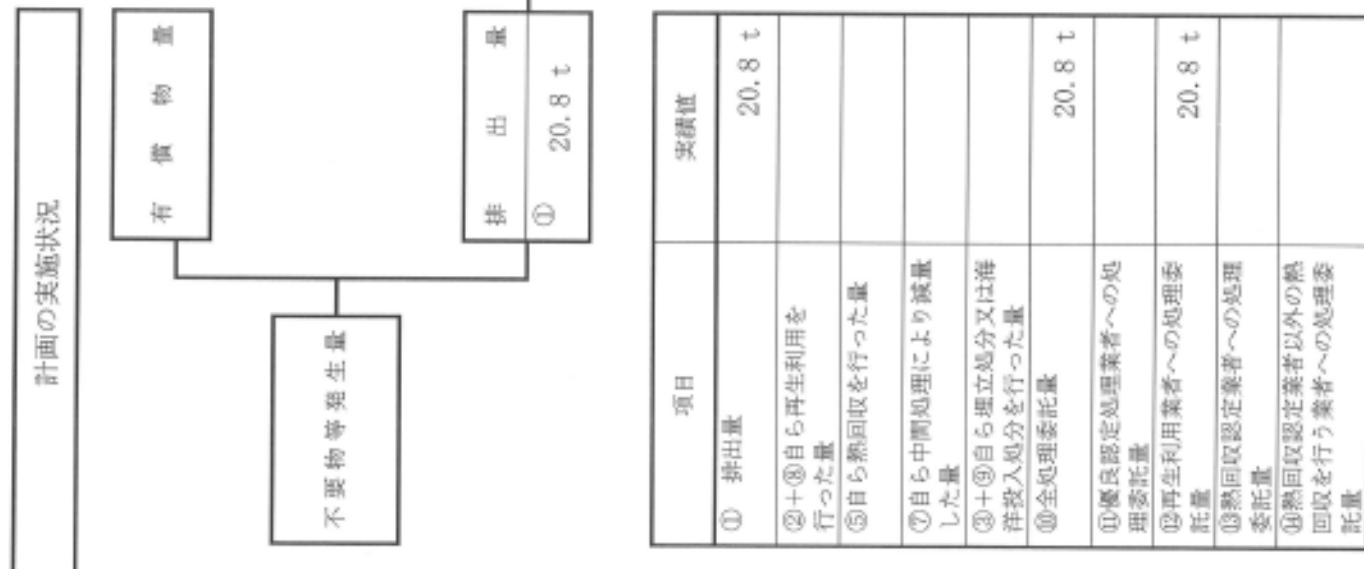 計画の実施状況
有償物量
不要物等発生量
排出量
①
20.8 t
項目
実績値
① 排出量
20.8 t
②+⑧自ら再生利用を
行った量
⑤自ら熱回収を行った量
⑦自ら中間処理により減量
した量
③+⑨自ら埋立処分又は海
洋投入処分を行った量
⑩全処理委託量
20.8 t
⑪優良認定処理業者への処
理委託量
⑫再生利用業者への処理委
託量
20.8 t
⑬熱回収認定業者への処理
委託量
⑭熱回収認定業者以外の熱
回収を行う業者への処理委
託量